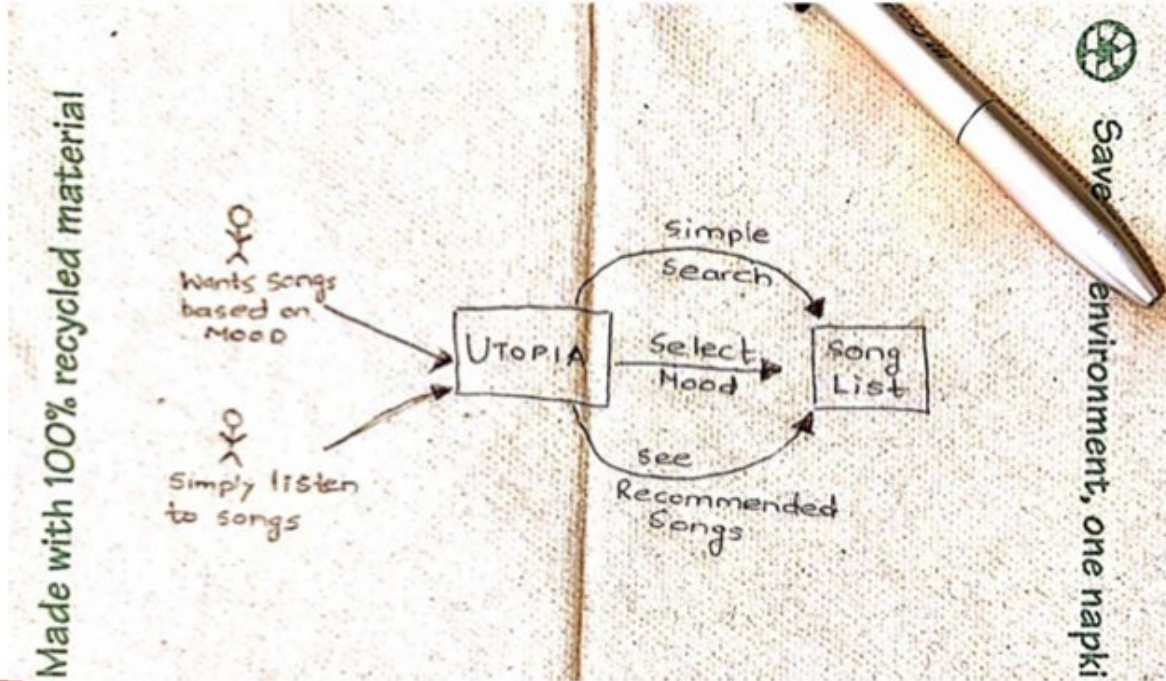 Made with 100% recycled material
Wants Songs
based on
MOOD
Simply listen
to songs
UTOPIA
Simple
Search
Select
Mood
See
Recommended
Songs
Song
List
Save
environment, one napki